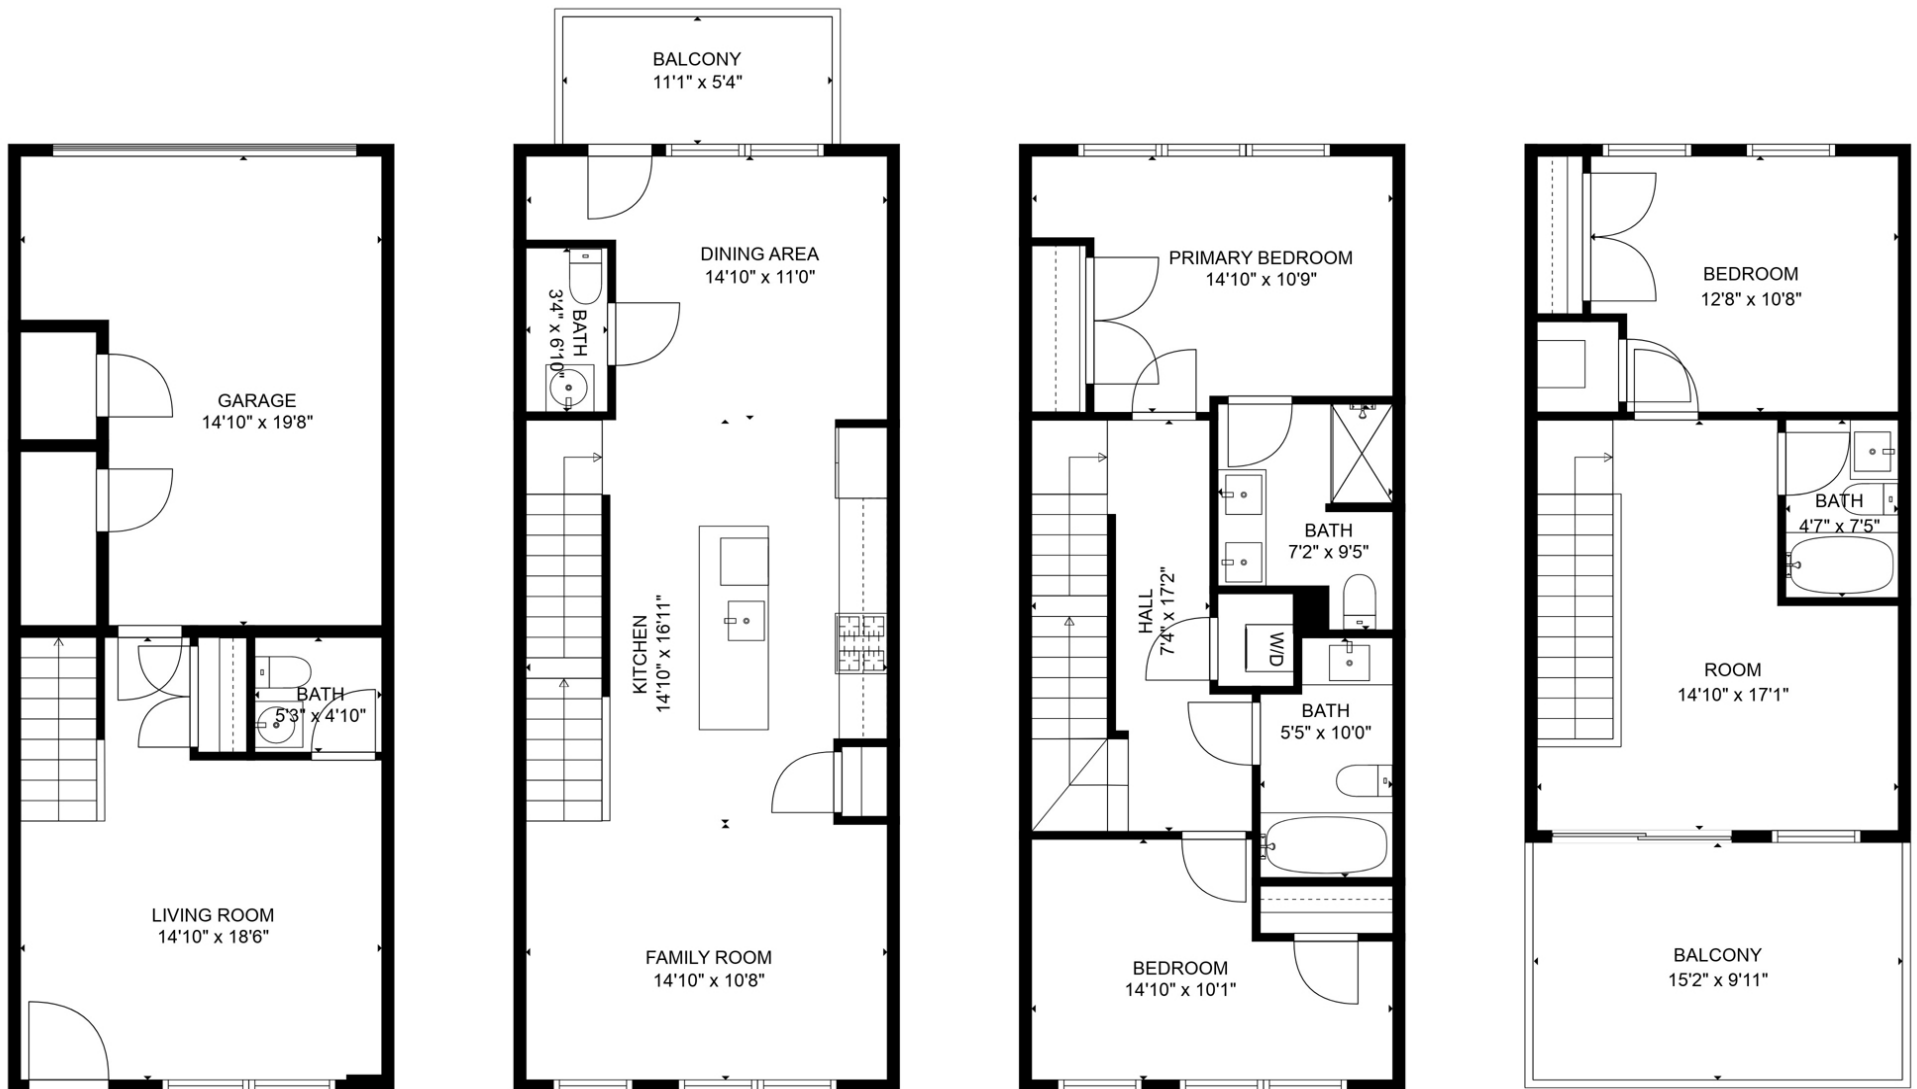 GARAGE
14'10" x 19'8"
BATH
5'3" x 4'10"
LIVING ROOM
14'10" x 18'6"
BALCONY
11'1" x 5'4"
DINING AREA
14'10" x 11'0"
BATH
3'4" x 6'10"
KITCHEN
14'10" x 16'11"
FAMILY ROOM
14'10" x 10'8"
PRIMARY BEDROOM
14'10" x 10'9"
BATH
7'2" x 9'5"
HALL
7'4" x 17'2"
W/D
BATH
5'5" x 10'0"
BEDROOM
14'10" x 10'1"
BEDROOM
12'8" x 10'8"
BATH
4'7" x 7'5"
ROOM
14'10" x 17'1"
BALCONY
15'2" x 9'11"